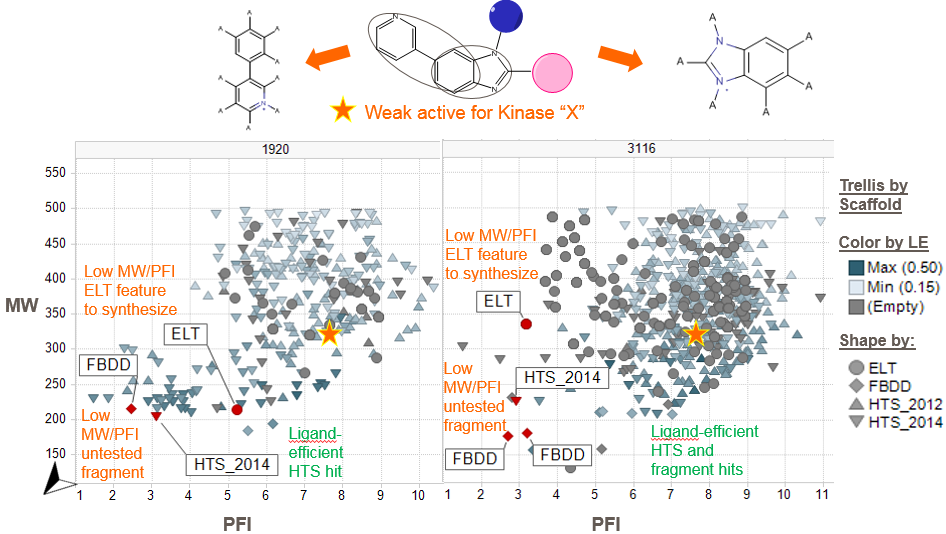 A
A
A
A
A
A
A
N
A
A
N
N
N
A
N
A
A
N
A
A
A
Weak active for Kinase “X”
1920
3116
MW
550
500
450
400
350
300
250
200
150
Low MW/PFI
ELT feature
to synthesize
ELT
FBDD
Low
MW/PFI
untested
fragment
HTS_2014
Ligand-
efficient
HTS hit
1 2 3 4 5 6 7 8 9 10
PFI
Low MW/PFI
ELT feature
to synthesize
ELT
Low
MW/PFI
untested
fragment
HTS_2014
FBDD
FBDD
Ligand-efficient
HTS and
fragment hits
1 2 3 4 5 6 7 8 9 10 11
PFI
Trellis by
Scaffold
Color by LE
Max (0.50)
Min (0.15)
(Empty)
Shape by:
ELT
FBDD
HTS_2012
HTS_2014